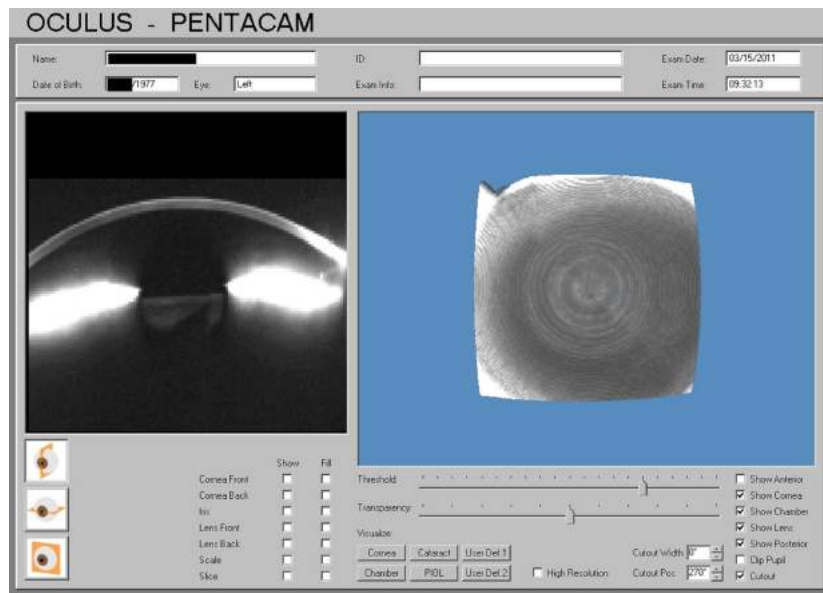 OCULUS - PENTACAM
Name: ID: Exam Date: 03/15/2011
Date of Birth: /1977 Eye: Left Exam Info: Exam Time: 09:32:13
Show Fill
Cornea Front
Cornea Back
Iris
Lens Front
Lens Back
Scale
Slice
Threshold
Transparency
Visualize:
Cornea Cataract User Def.1
Chamber PIOL User Def.2 High Resolution
Cutout Width 0°
Cutout Pos. 270°
Show Anterior
Show Cornea
Show Chamber
Show Lens
Show Posterior
Clip Pupil
Cutout